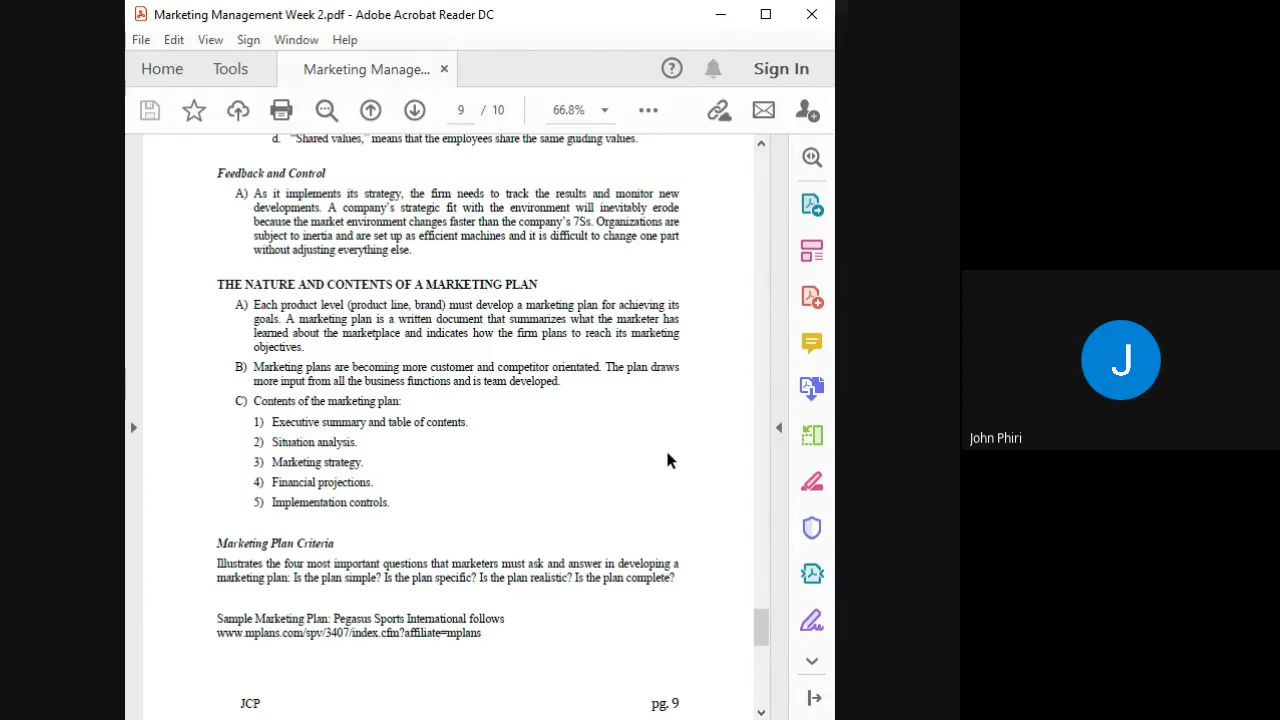 Marketing Management Week 2.pdf - Adobe Acrobat Reader DC
File Edit View Sign Window Help
Home Tools Marketing Manage... × Sign In
9 / 10 66.8%
d. “Shared values,” means that the employees share the same guiding values.
Feedback and Control
A) As it implements its strategy, the firm needs to track the results and monitor new
developments. A company’s strategic fit with the environment will inevitably erode
because the market environment changes faster than the company’s 7Ss. Organizations are
subject to inertia and are set up as efficient machines and it is difficult to change one part
without adjusting everything else.
THE NATURE AND CONTENTS OF A MARKETING PLAN
A) Each product level (product line, brand) must develop a marketing plan for achieving its
goals. A marketing plan is a written document that summarizes what the marketer has
learned about the marketplace and indicates how the firm plans to reach its marketing
objectives.
B) Marketing plans are becoming more customer and competitor orientated. The plan draws
more input from all the business functions and is team developed.
C) Contents of the marketing plan:
1) Executive summary and table of contents.
2) Situation analysis.
3) Marketing strategy.
4) Financial projections.
5) Implementation controls.
Marketing Plan Criteria
Illustrates the four most important questions that marketers must ask and answer in developing a
marketing plan: Is the plan simple? Is the plan specific? Is the plan realistic? Is the plan complete?
Sample Marketing Plan: Pegasus Sports International follows
www.mplans.com/spv/3407/index.cfm?affiliate=mplans
JCP pg. 9
J
John Phiri